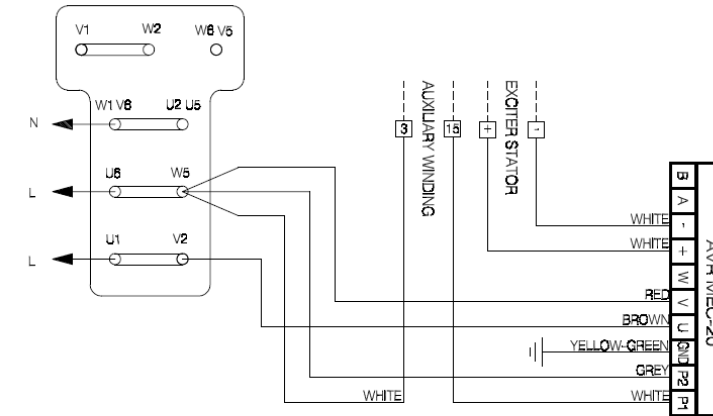 V1 W2 W6 V5
W1 V6 U2 U5
N
U6 W5
L
U1 V2
L
3
AUXILIARY WINDING
15
+
EXCITER STATOR
-
WHITE
WHITE
RED
BROWN
YELLOW-GREEN
GREY
WHITE
WHITE
B
A
-
+
W
V
U
GND
P2
P1